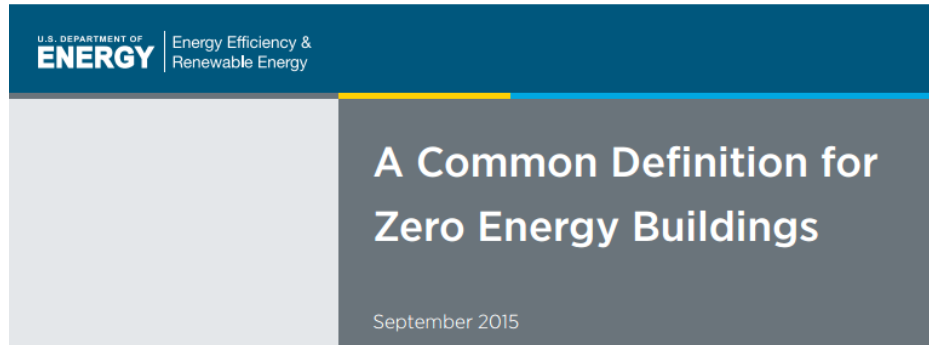 U.S. DEPARTMENT OF
ENERGY
Energy Efficiency &
Renewable Energy
A Common Definition for
Zero Energy Buildings
September 2015